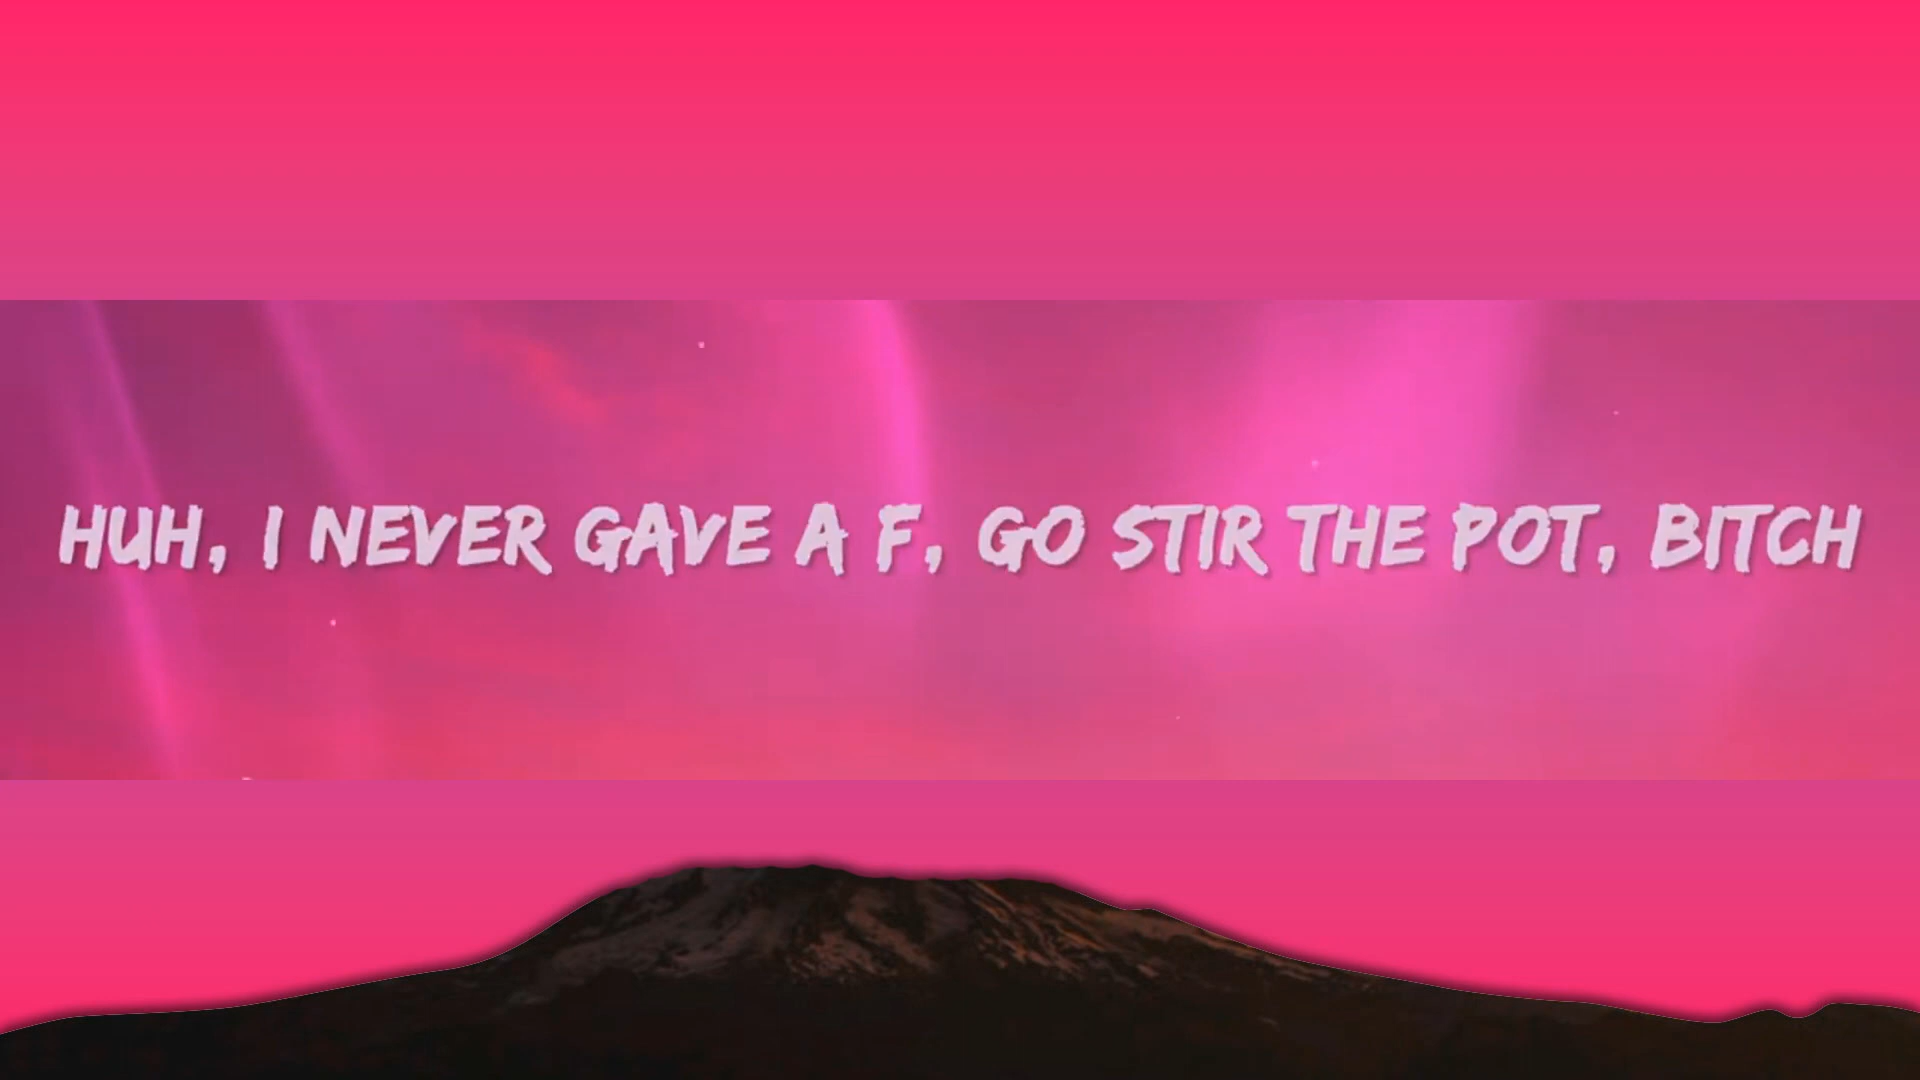 HUH, I NEVER GAVE A F, GO STIR THE POT, BITCH